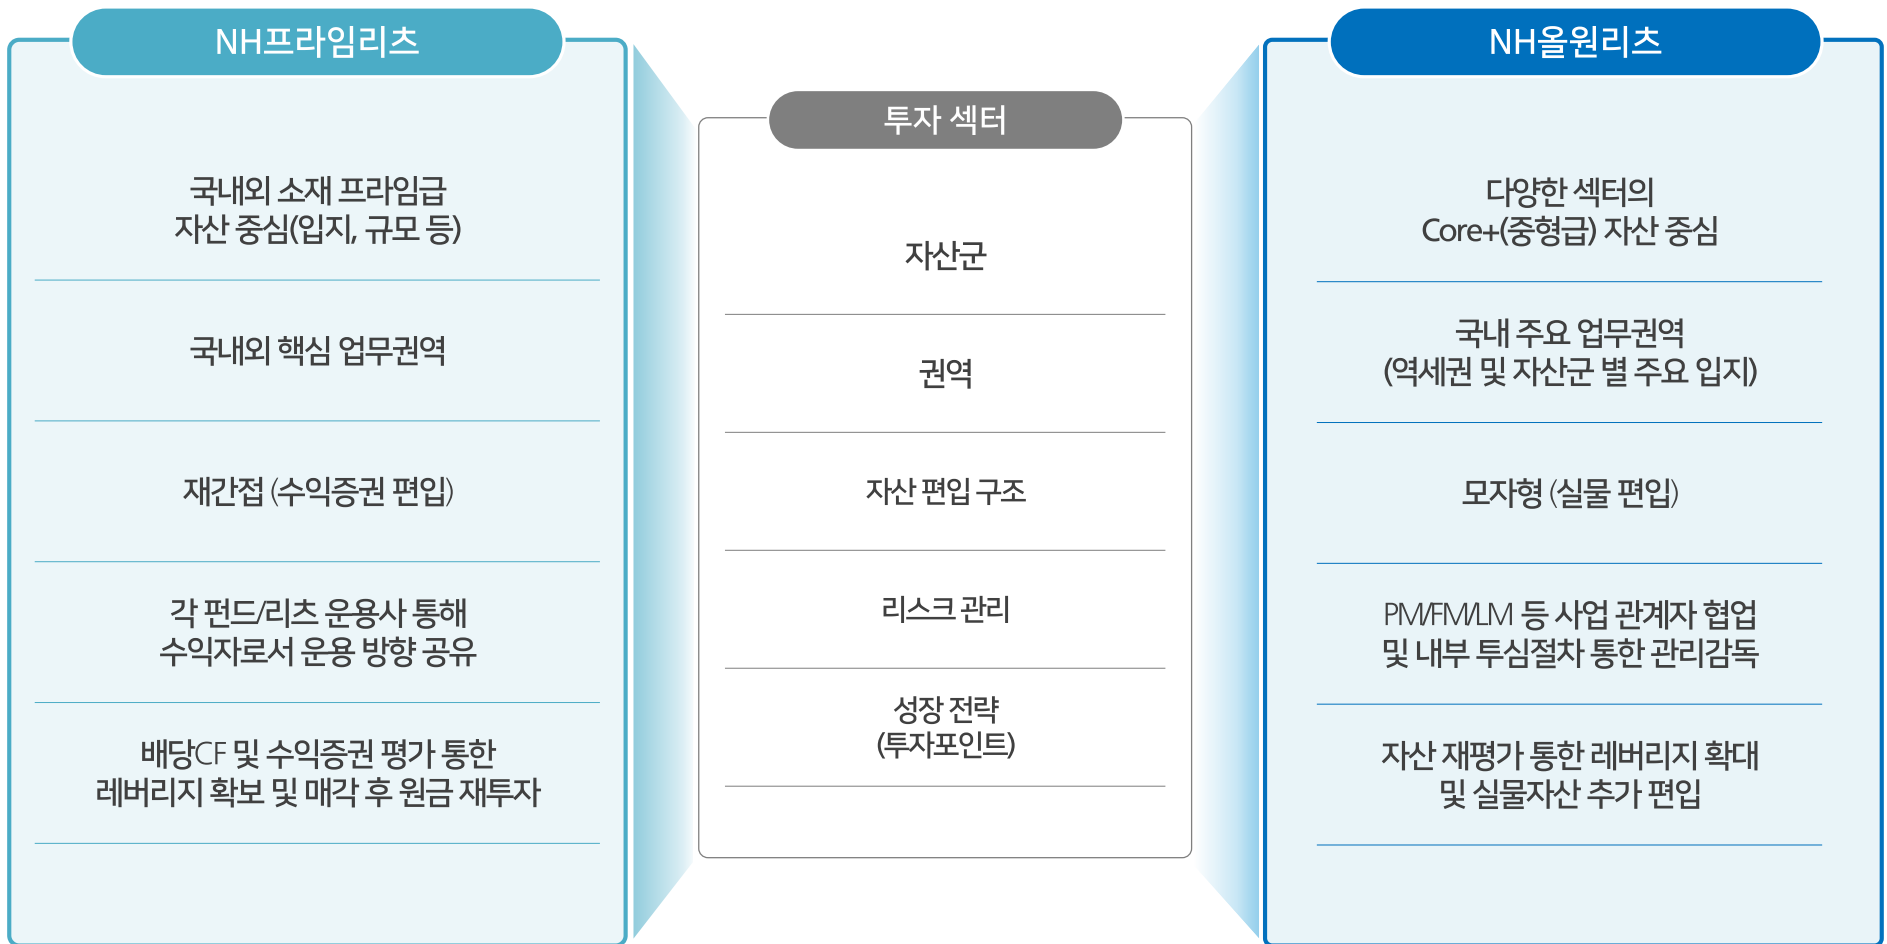 NH프라임리츠
국내외 소재 프라임급
자산 중심(입지, 규모 등)
국내외 핵심 업무권역
재간접 (수익증권 편입)
각 펀드/리츠 운용사 통해
수익자로서 운용 방향 공유
배당CF 및 수익증권 평가 통한
레버리지 확보 및 매각 후 원금 재투자
투자 섹터
자산군
권역
자산 편입 구조
리스크 관리
성장 전략
(투자포인트)
NH올원리츠
다양한 섹터의
Core+(중형급) 자산 중심
국내 주요 업무권역
(역세권 및 자산군 별 주요 입지)
모자형 (실물 편입)
PM/FM/LM 등 사업 관계자 협업
및 내부 투심절차 통한 관리감독
자산 재평가 통한 레버리지 확대
및 실물자산 추가 편입